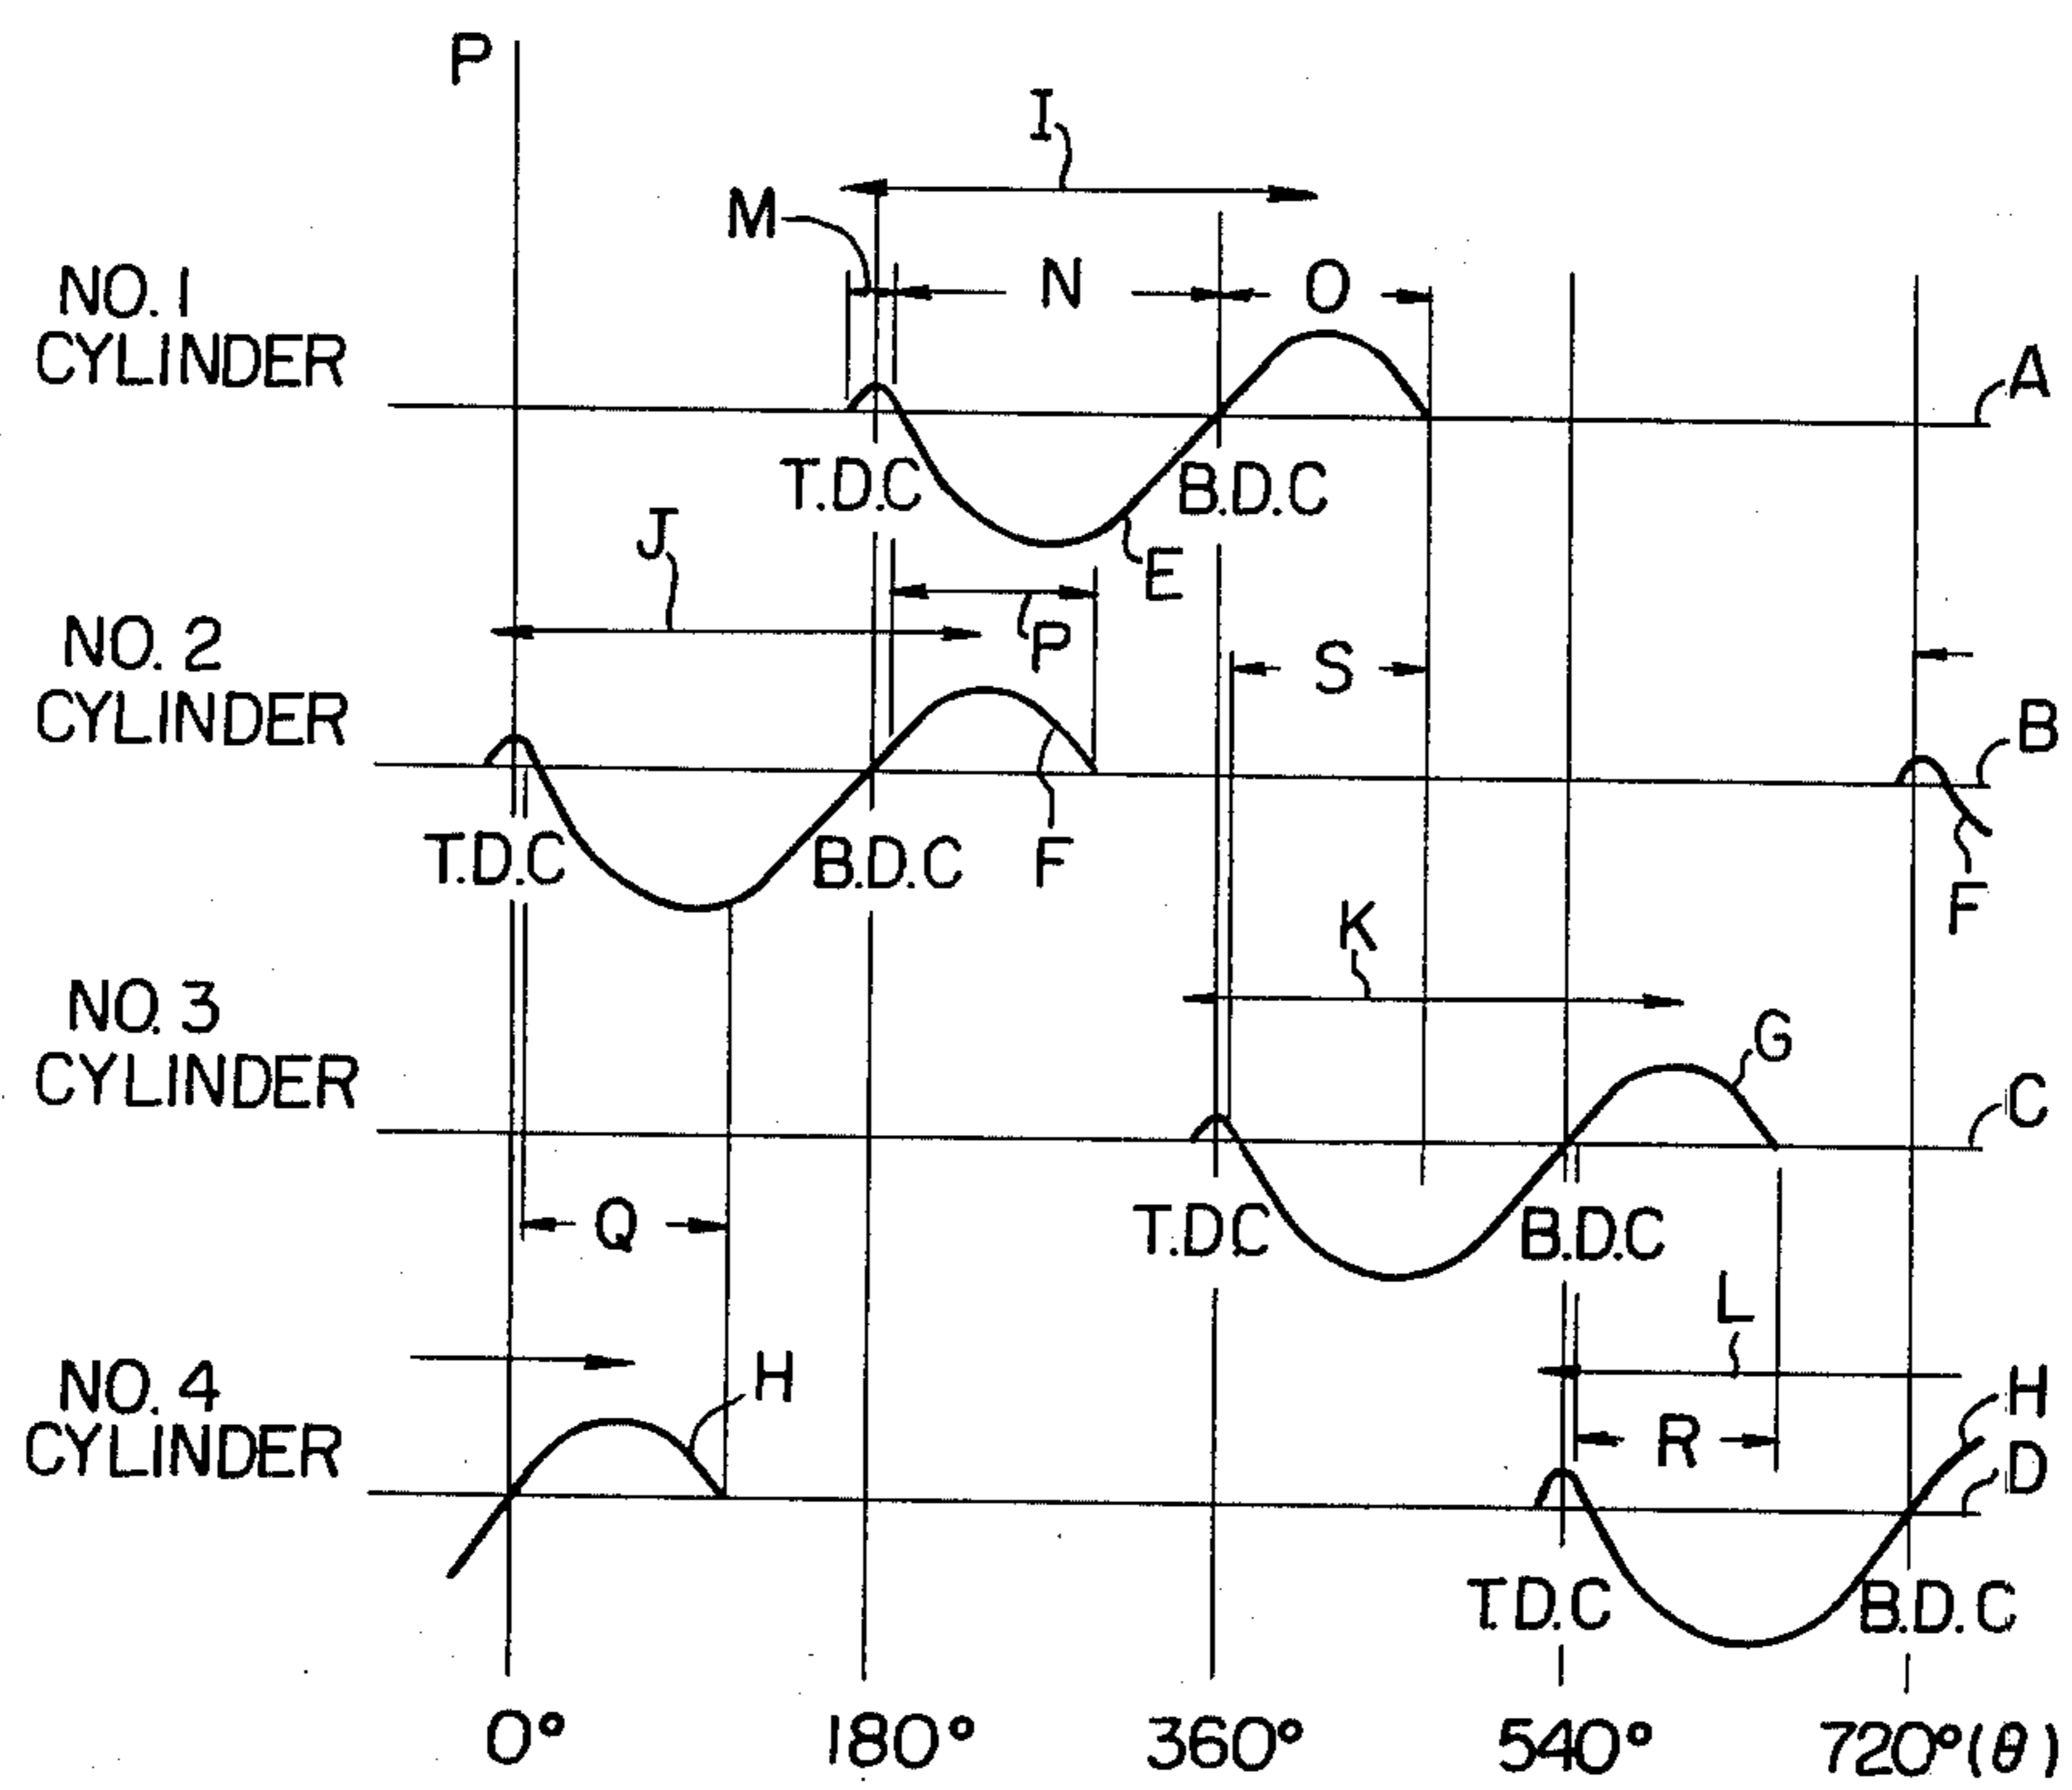 P
I
M
N
O
NO. 1
CYLINDER
A
T.D.C
B.D.C
E
J
P
S
NO. 2
CYLINDER
B
T.D.C
B.D.C
F
F
K
NO. 3
CYLINDER
G
C
Q
T.D.C
B.D.C
L
NO. 4
CYLINDER
H
R
H
D
T.D.C
B.D.C
0° 180° 360° 540° 720° (θ)